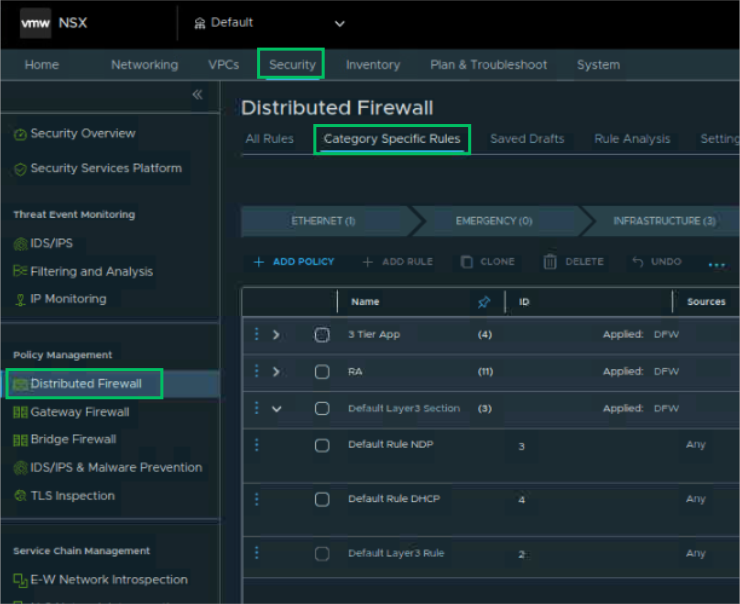 vmw NSX Default
Home Networking VPCs Security Inventory Plan & Troubleshoot System
«
Security Overview
Security Services Platform
Threat Event Monitoring
IDS/IPS
Filtering and Analysis
IP Monitoring
Policy Management
Distributed Firewall
Gateway Firewall
Bridge Firewall
IDS/IPS & Malware Prevention
TLS Inspection
Service Chain Management
E-W Network Introspection
Distributed Firewall
All Rules Category Specific Rules Saved Drafts Rule Analysis Setting
ETHERNET (1) EMERGENCY (0) INFRASTRUCTURE (3)
+ ADD POLICY + ADD RULE CLONE DELETE UNDO ...
Name ID Sources
3 Tier App (4) Applied: DFW
RA (11) Applied: DFW
Default Layer3 Section (3) Applied: DFW
Default Rule NDP 3 Any
Default Rule DHCP 4 Any
Default Layer3 Rule 2 Any